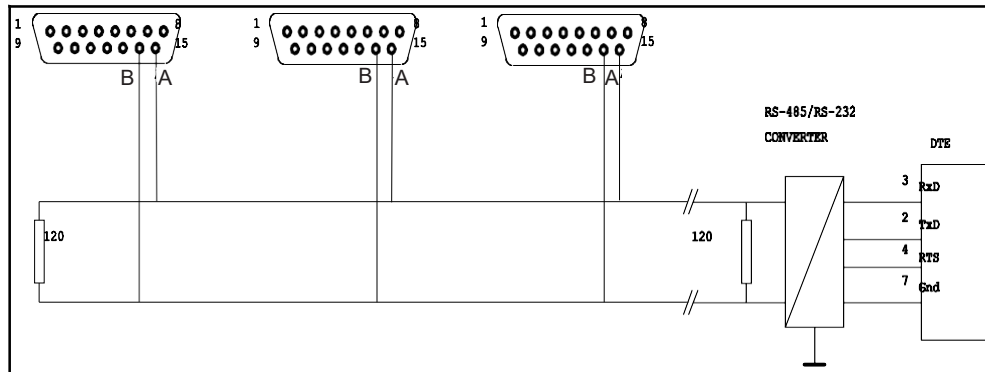 1 8
9 15
B A
1 8
9 15
B A
1 8
9 15
B A
RS-485/RS-232
CONVERTER
DTE
3 RxD
2 TxD
4 RTS
7 Gnd
120
120